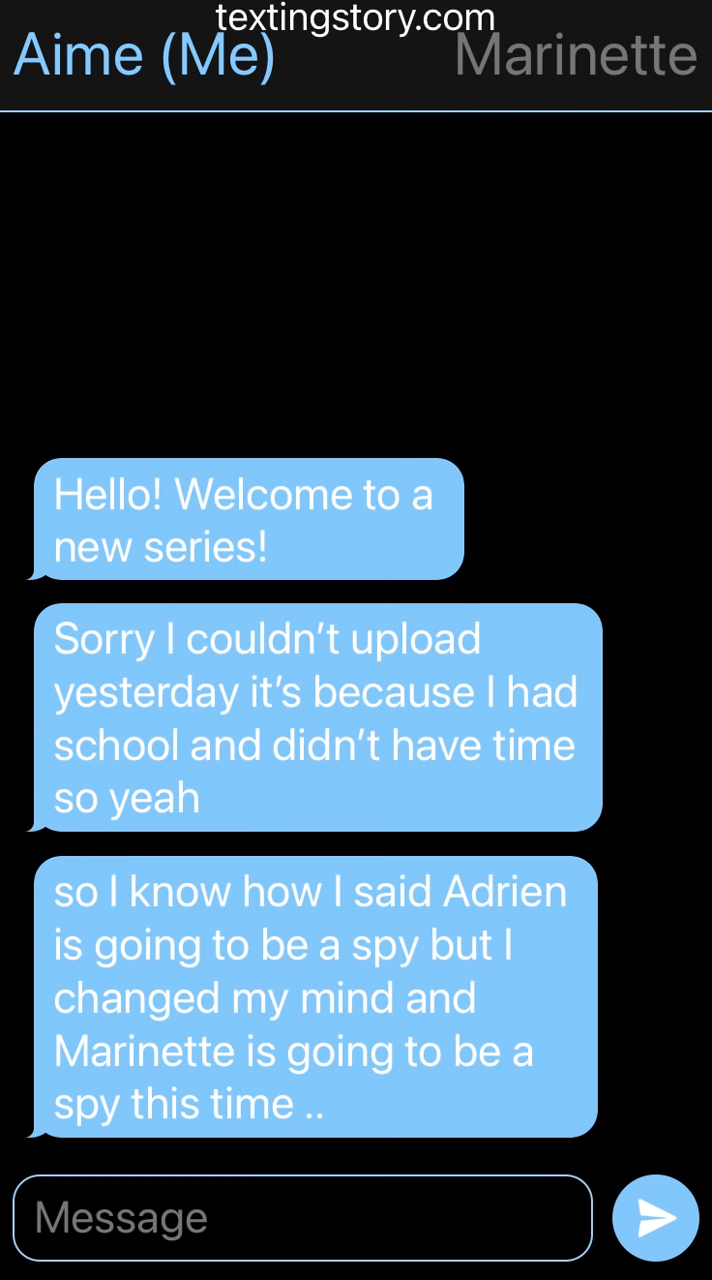 textingstory.com
Aime (Me) Marinette
Hello! Welcome to a
new series!
Sorry I couldn’t upload
yesterday it’s because I had
school and didn’t have time
so yeah
so I know how I said Adrien
is going to be a spy but I
changed my mind and
Marinette is going to be a
spy this time ..
Message